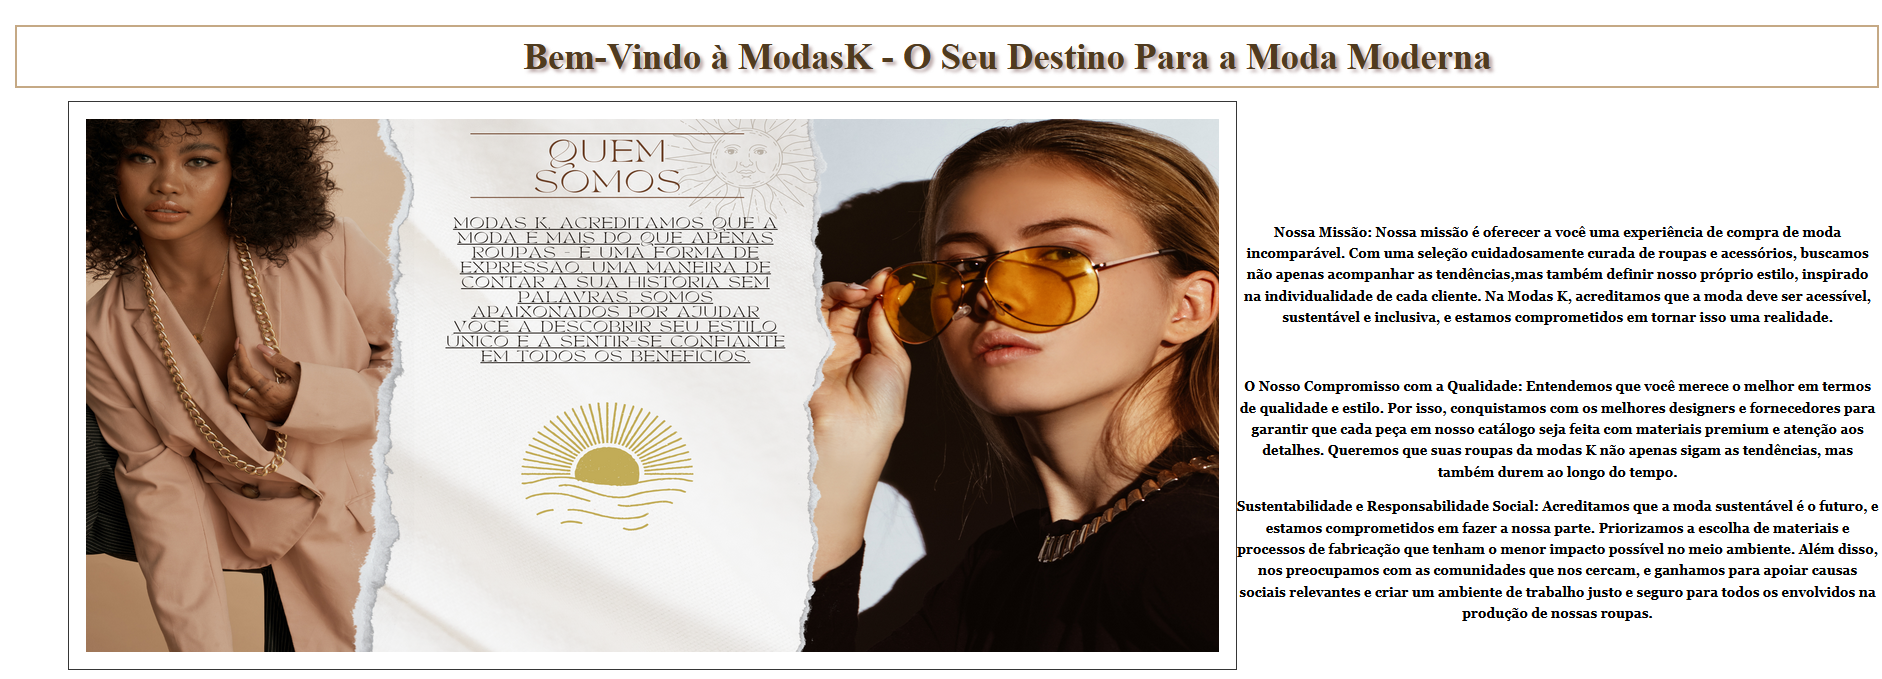 Bem-Vindo à ModasK - O Seu Destino Para a Moda Moderna
QUEM
SOMOS
MODAS K, ACREDITAMOS QUE A
MODA É MAIS DO QUE APENAS
ROUPAS - É UMA FORMA DE
EXPRESSÃO, UMA MANEIRA DE
CONTAR A SUA HISTÓRIA SEM
PALAVRAS. SOMOS
APAIXONADOS POR AJUDAR
VOCÊ A DESCOBRIR SEU ESTILO
ÚNICO E A SENTIR-SE CONFIANTE
EM TODOS OS BENEFÍCIOS.
Nossa Missão: Nossa missão é oferecer a você uma experiência de compra de moda
incomparável. Com uma seleção cuidadosamente curada de roupas e acessórios, buscamos
não apenas acompanhar as tendências,mas também definir nosso próprio estilo, inspirado
na individualidade de cada cliente. Na Modas K, acreditamos que a moda deve ser acessível,
sustentável e inclusiva, e estamos comprometidos em tornar isso uma realidade.
O Nosso Compromisso com a Qualidade: Entendemos que você merece o melhor em termos
de qualidade e estilo. Por isso, conquistamos com os melhores designers e fornecedores para
garantir que cada peça em nosso catálogo seja feita com materiais premium e atenção aos
detalhes. Queremos que suas roupas da modas K não apenas sigam as tendências, mas
também durem ao longo do tempo.
Sustentabilidade e Responsabilidade Social: Acreditamos que a moda sustentável é o futuro, e
estamos comprometidos em fazer a nossa parte. Priorizamos a escolha de materiais e
processos de fabricação que tenham o menor impacto possível no meio ambiente. Além disso,
nos preocupamos com as comunidades que nos cercam, e ganhamos para apoiar causas
sociais relevantes e criar um ambiente de trabalho justo e seguro para todos os envolvidos na
produção de nossas roupas.